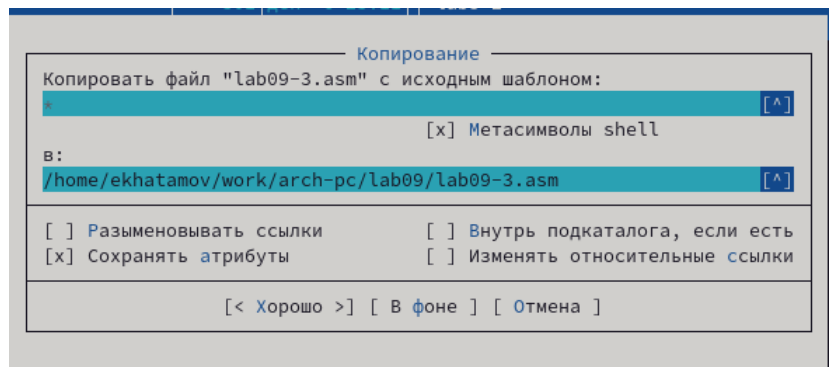 Копирование
Копировать файл "lab09-3.asm" с исходным шаблоном:
* [^]
[x] Метасимволы shell
в:
/home/ekhatamov/work/arch-pc/lab09/lab09-3.asm [^]
[ ] Разыменовывать ссылки [ ] Внутрь подкаталога, если есть
[x] Сохранять атрибуты [ ] Изменять относительные ссылки
[< Хорошо >] [ В фоне ] [ Отмена ]